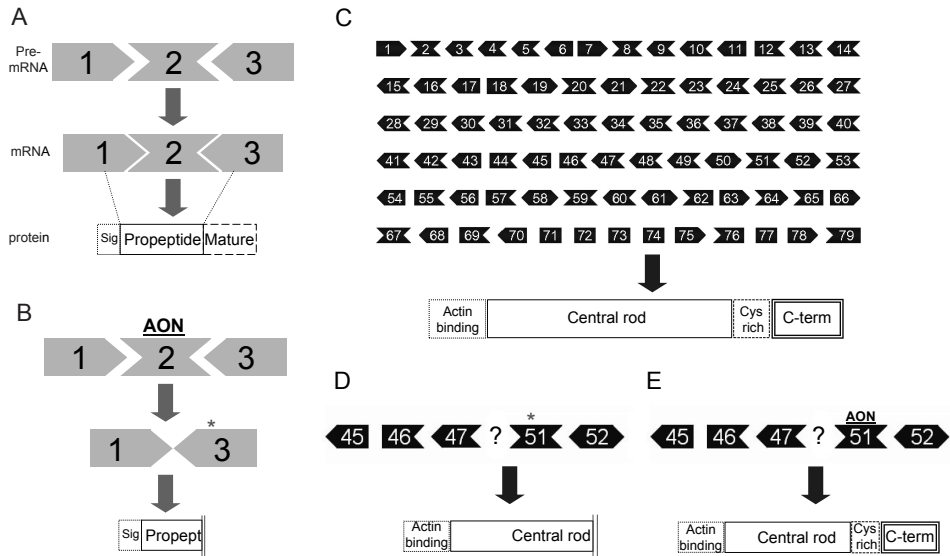 A
Pre-
mRNA
1 2 3
mRNA
1 2 3
protein
Sig Propeptide Mature
B
AON
1 2 3
*
1 3
Sig Propept
C
1 2 3 4 5 6 7 8 9 10 11 12 13 14
15 16 17 18 19 20 21 22 23 24 25 26 27
28 29 30 31 32 33 34 35 36 37 38 39 40
41 42 43 44 45 46 47 48 49 50 51 52 53
54 55 56 57 58 59 60 61 62 63 64 65 66
67 68 69 70 71 72 73 74 75 76 77 78 79
Actin
binding
Central rod
Cys
rich
C-term
D
*
45 46 47 ? 51 52
Actin
binding
Central rod
E
AON
45 46 47 ? 51 52
Actin
binding
Central rod
Cys
rich
C-term